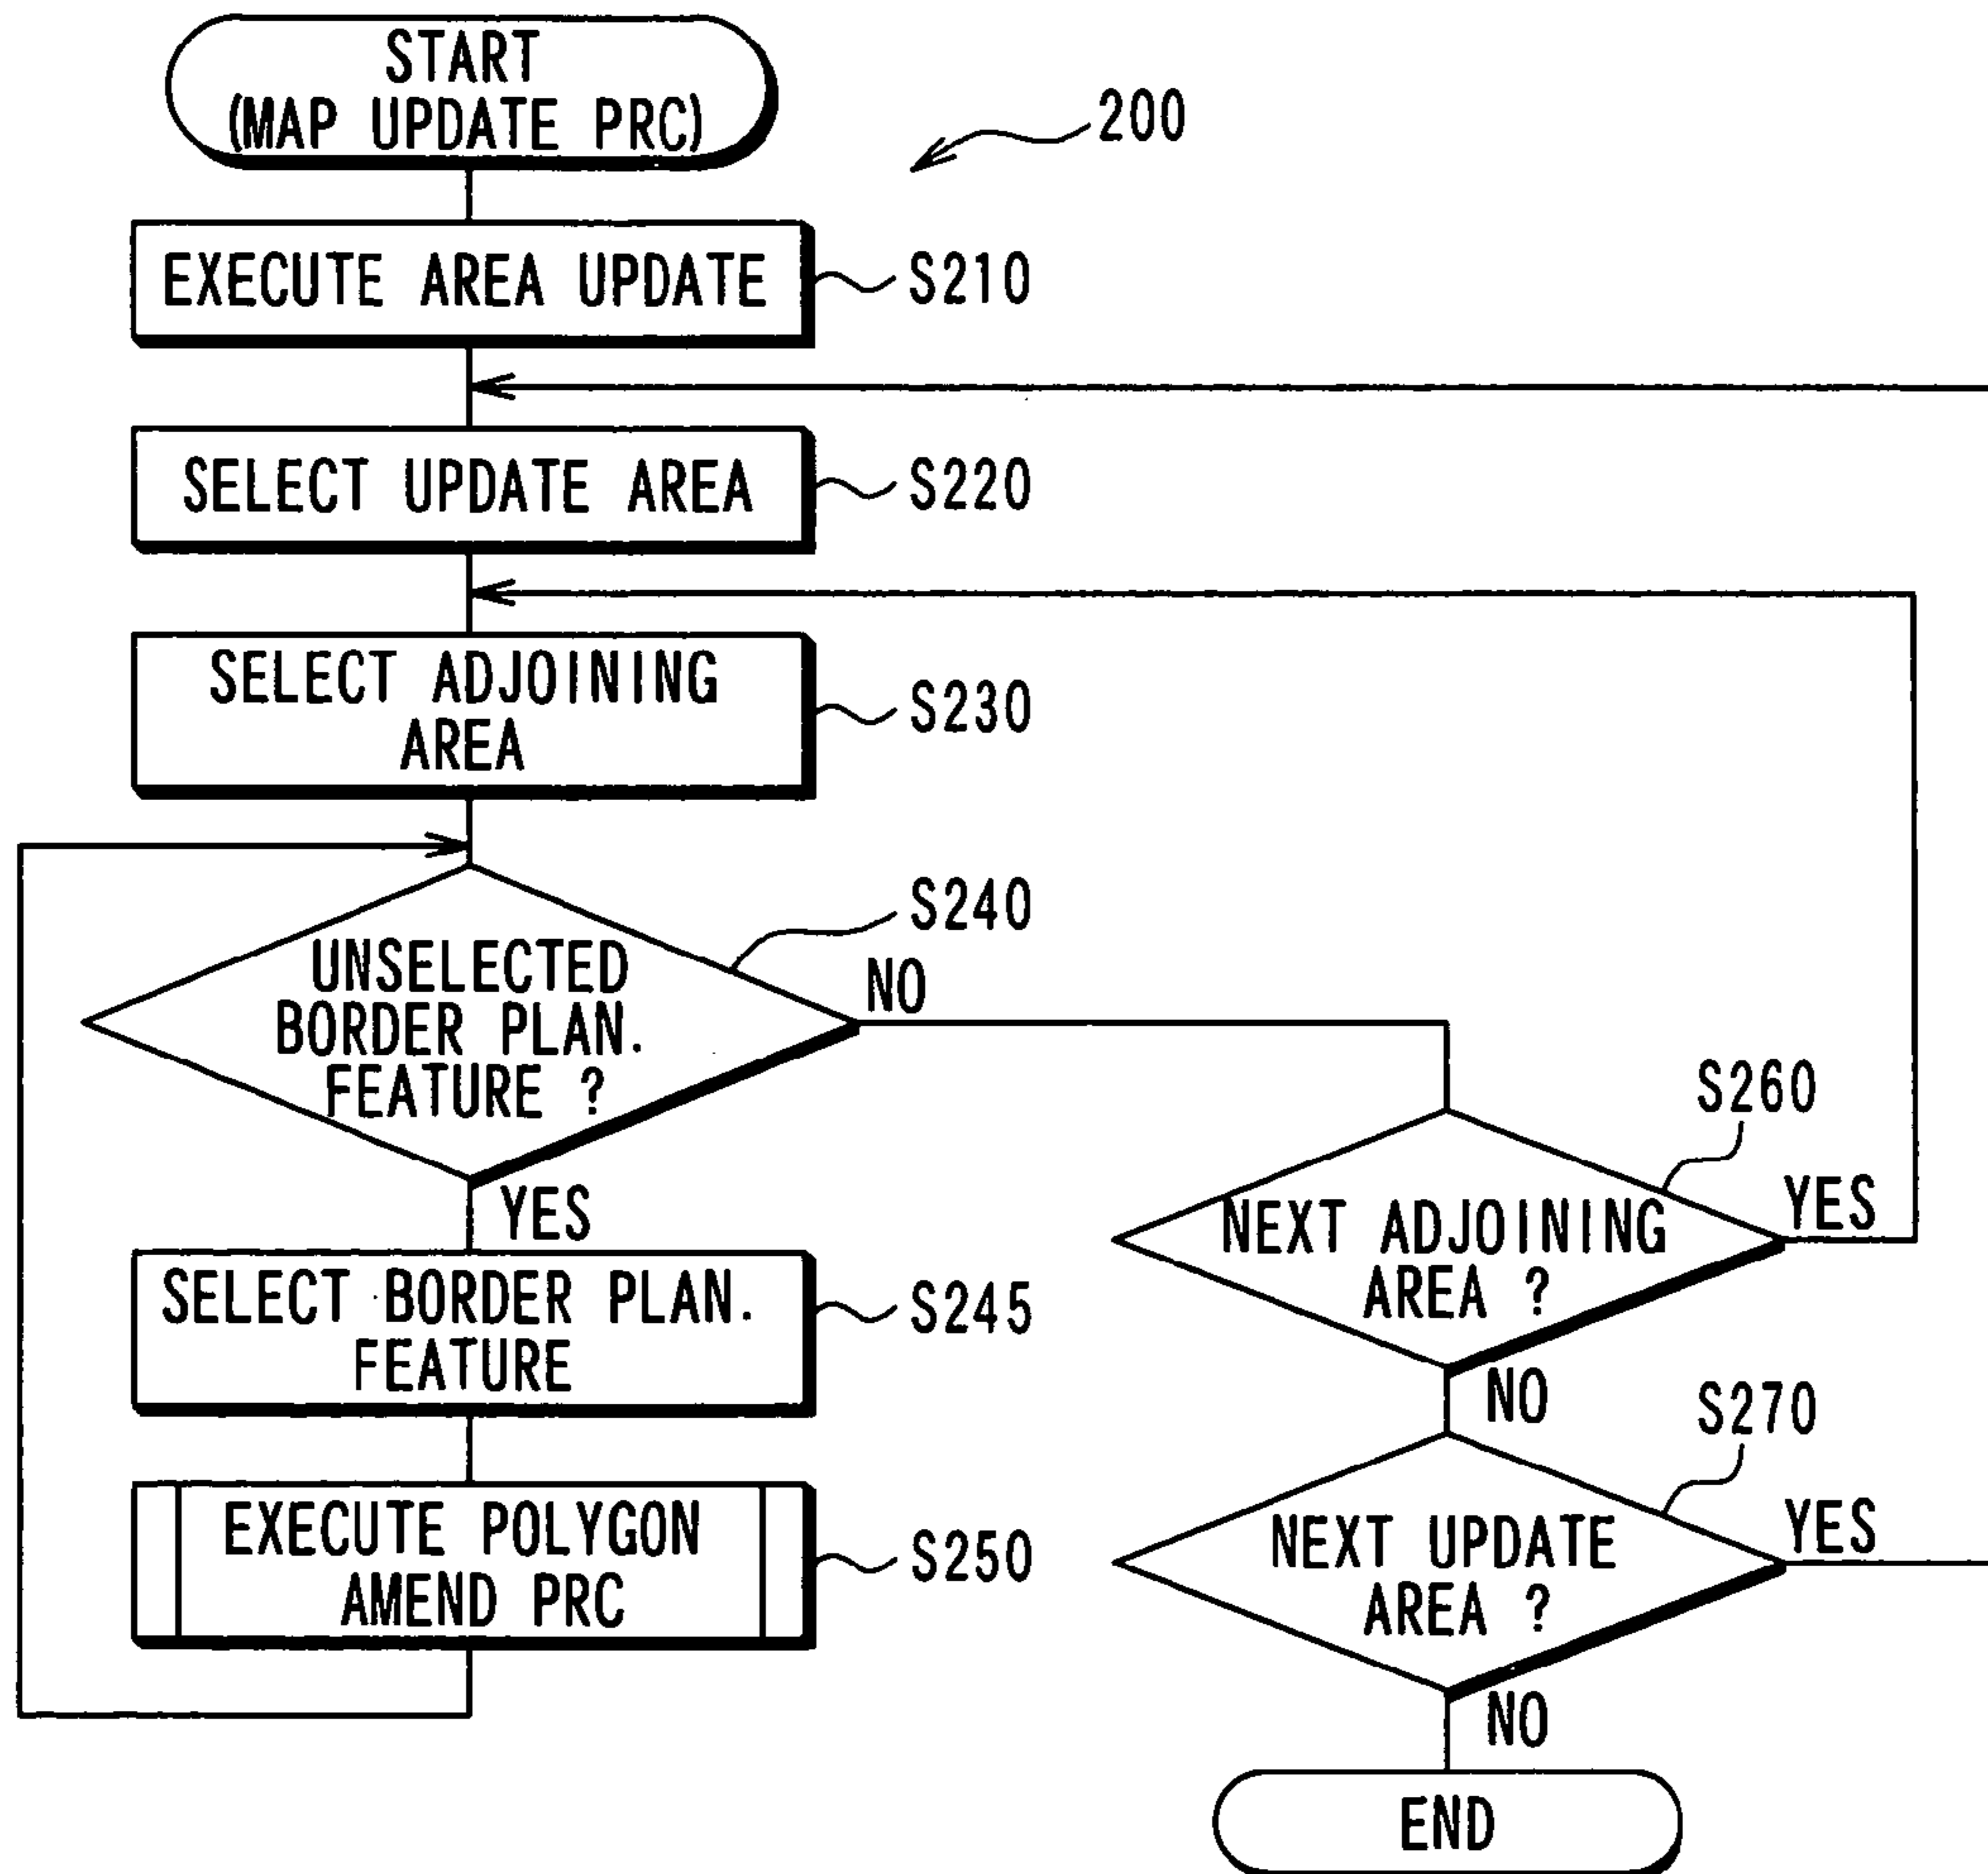 START
(MAP UPDATE PRC)
200
EXECUTE AREA UPDATE
S210
SELECT UPDATE AREA
S220
SELECT ADJOINING
AREA
S230
UNSELECTED
BORDER PLAN.
FEATURE ?
S240
NO
YES
SELECT BORDER PLAN.
FEATURE
S245
EXECUTE POLYGON
AMEND PRC
S250
NEXT ADJOINING
AREA ?
S260
YES
NO
NEXT UPDATE
AREA ?
S270
YES
NO
END